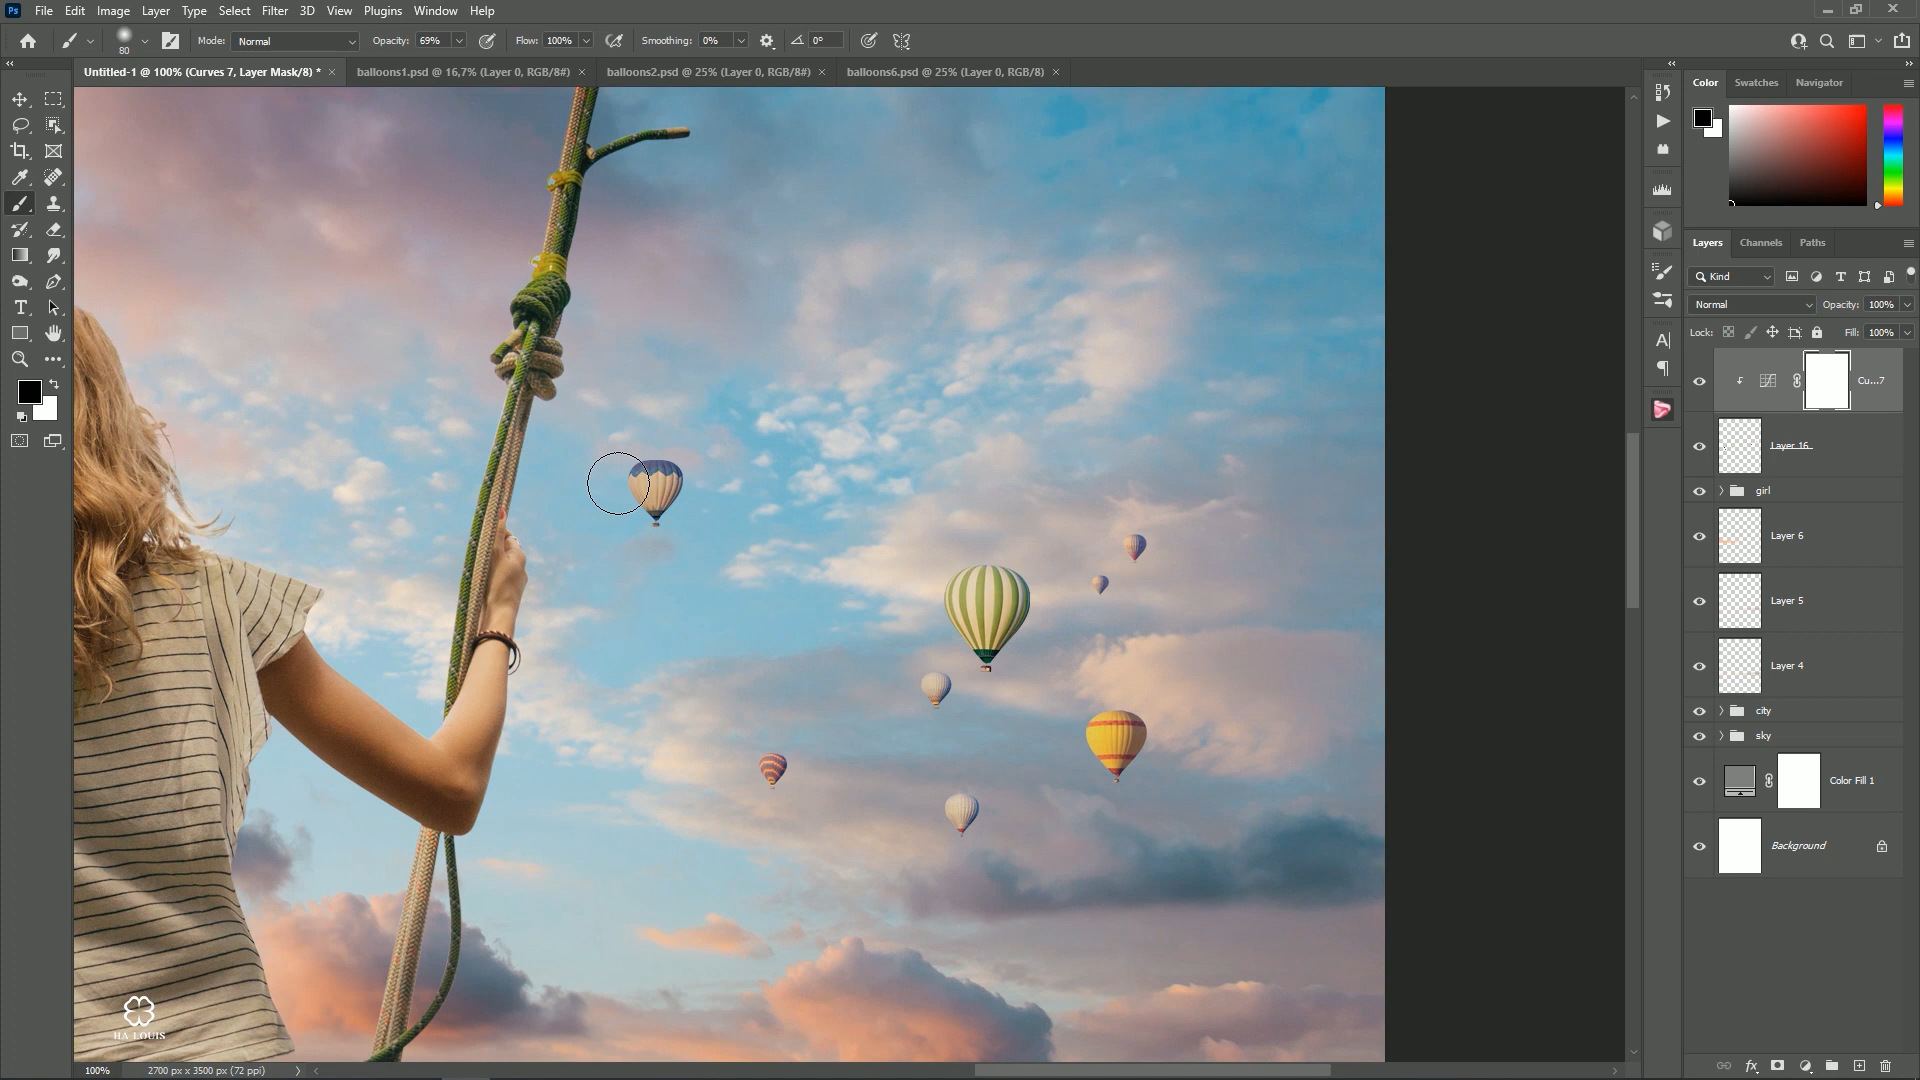 Ps File Edit Image Layer Type Select Filter 3D View Plugins Window Help
80 Mode: Normal Opacity: 69% Flow: 100% Smoothing: 0% 0°
Untitled-1 @ 100% (Curves 7, Layer Mask/8) * × balloons1.psd @ 16,7% (Layer 0, RGB/8#) × balloons2.psd @ 25% (Layer 0, RGB/8#) × balloons6.psd @ 25% (Layer 0, RGB/8) ×
Color Swatches Navigator
Layers Channels Paths
Kind
Normal Opacity: 100%
Lock: Fill: 100%
Cu...7
Layer 16
girl
Layer 6
Layer 5
Layer 4
city
sky
Color Fill 1
Background
HA LOUIS
100% 2700 px x 3500 px (72 ppi)